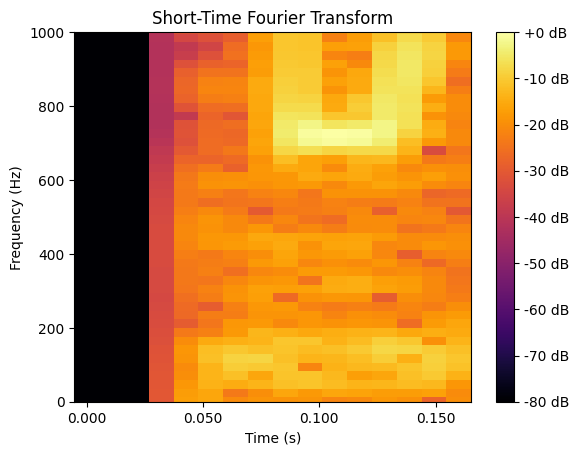 Short-Time Fourier Transform
1000
800
600
400
200
0
Frequency (Hz)
0.000
0.050
0.100
0.150
Time (s)
+0 dB
-10 dB
-20 dB
-30 dB
-40 dB
-50 dB
-60 dB
-70 dB
-80 dB